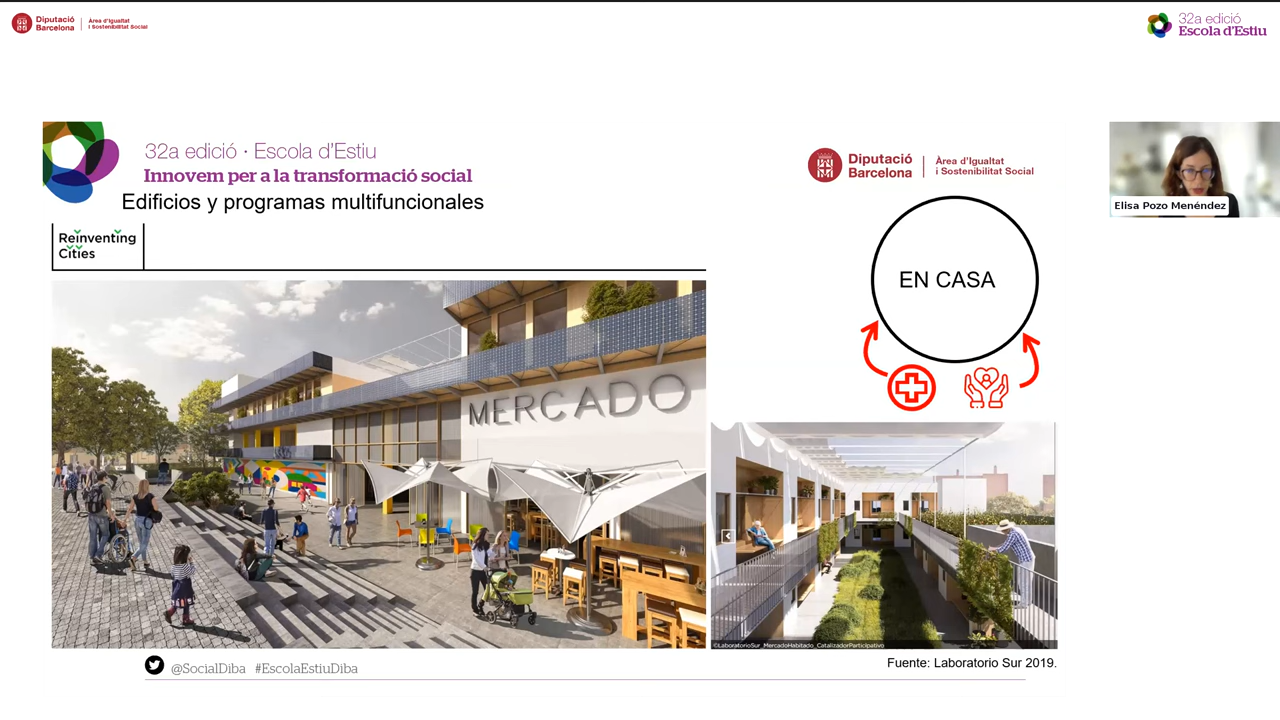 Diputació
Barcelona
Àrea d'Igualtat
i Sostenibilitat Social
32a edició
Escola d'Estiu
32a edició · Escola d'Estiu
Innovem per a la transformació social
Edificios y programas multifuncionales
Diputació
Barcelona
Àrea d'Igualtat
i Sostenibilitat Social
Elisa Pozo Menéndez
Reinventing
Cities
EN CASA
MERCADO
©LaboratorioSur_MercadoHabitado_CatalizadorParticipativo
Fuente: Laboratorio Sur 2019.
@SocialDiba #EscolaEstiuDiba